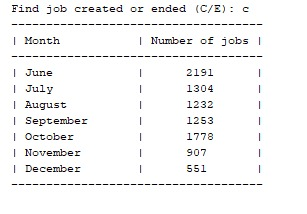 Find job created or ended (C/E): c
------------------------------------
| Month          | Number of jobs |
------------------------------------
| June           |      2191      |
| July           |      1304      |
| August         |      1232      |
| September      |      1253      |
| October        |      1778      |
| November       |      907       |
| December       |      551       |
------------------------------------